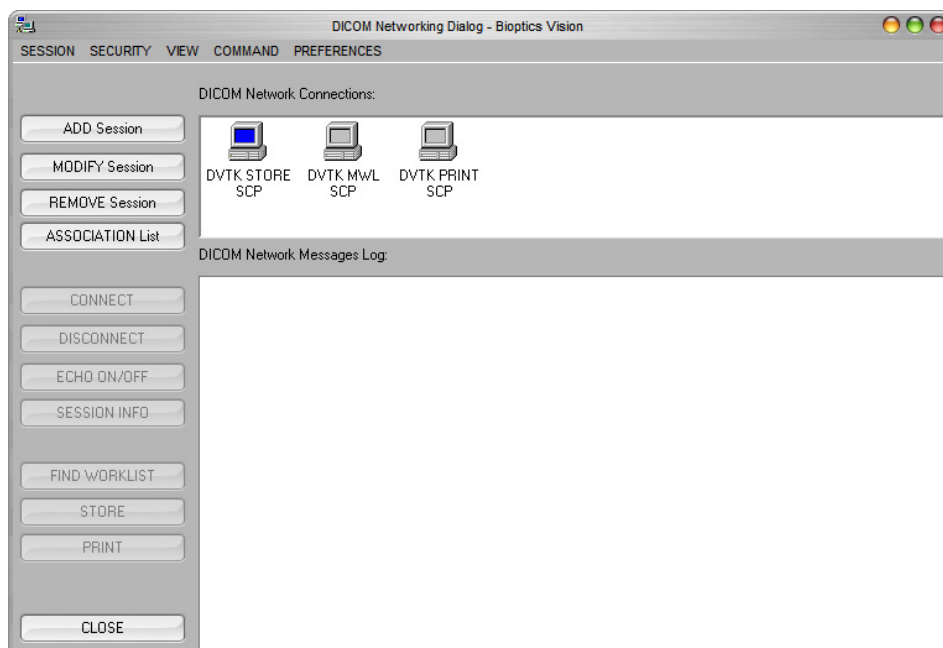 DICOM Networking Dialog - Bioptics Vision
SESSION SECURITY VIEW COMMAND PREFERENCES
DICOM Network Connections:
ADD Session
MODIFY Session
REMOVE Session
ASSOCIATION List
DVTK STORE
SCP
DVTK MWL
SCP
DVTK PRINT
SCP
DICOM Network Messages Log:
CONNECT
DISCONNECT
ECHO ON/OFF
SESSION INFO
FIND WORKLIST
STORE
PRINT
CLOSE